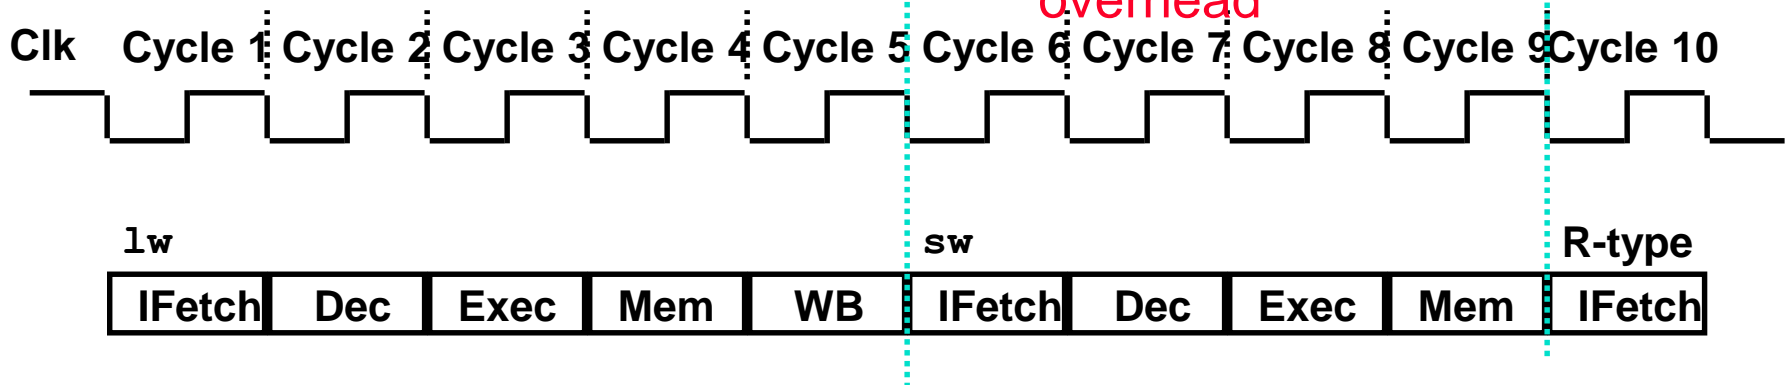 overhead
Clk Cycle 1 Cycle 2 Cycle 3 Cycle 4 Cycle 5 Cycle 6 Cycle 7 Cycle 8 Cycle 9 Cycle 10
lw sw R-type
IFetch Dec Exec Mem WB IFetch Dec Exec Mem IFetch